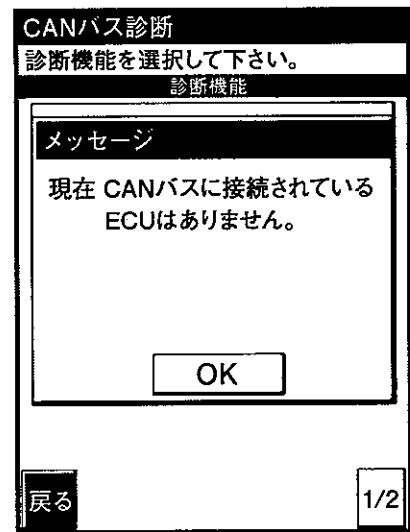 CANバス診断
診断機能を選択して下さい。
診断機能
メッセージ
現在 CANバスに接続されている
ECUはありません。
OK
戻る
1/2